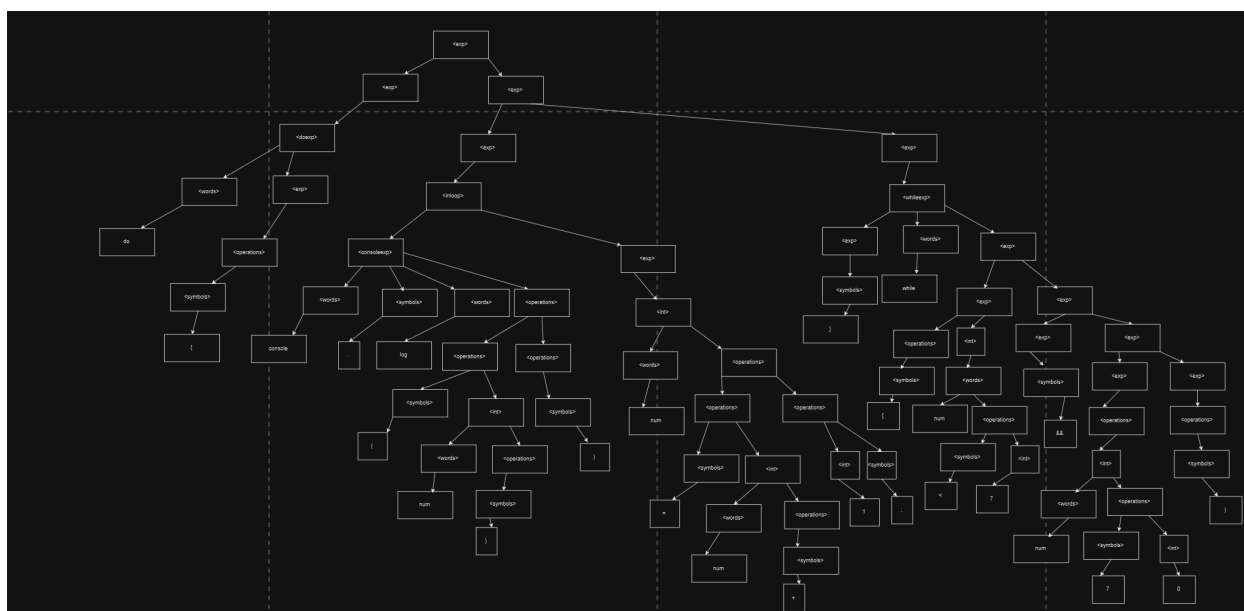 <exp>
<exp>
<exp>
<doexp>
<exp>
<exp>
<words>
<exp>
<inloop>
<whileexp>
do
<operations>
<consoleexp>
<exp>
<exp>
<words>
<exp>
<symbols>
<words>
<symbols>
<words>
<operations>
<int>
<symbols>
while
<exp>
<exp>
console
.
log
<operations>
<operations>
<words>
<operations>
}
<operations>
<int>
<exp>
<exp>
<symbols>
<int>
<symbols>
num
<operations>
<operations>
<symbols>
<words>
<symbols>
<exp>
<exp>
(
<words>
<operations>
)
<symbols>
<int>
<int>
<symbols>
num
<operations>
&&
<operations>
<operations>
num
<symbols>
=
<words>
<operations>
1
;
<symbols>
<int>
<int>
<symbols>
)
num
<symbols>
<
7
<words>
<operations>
)
+
num
<symbols>
<int>
?
0